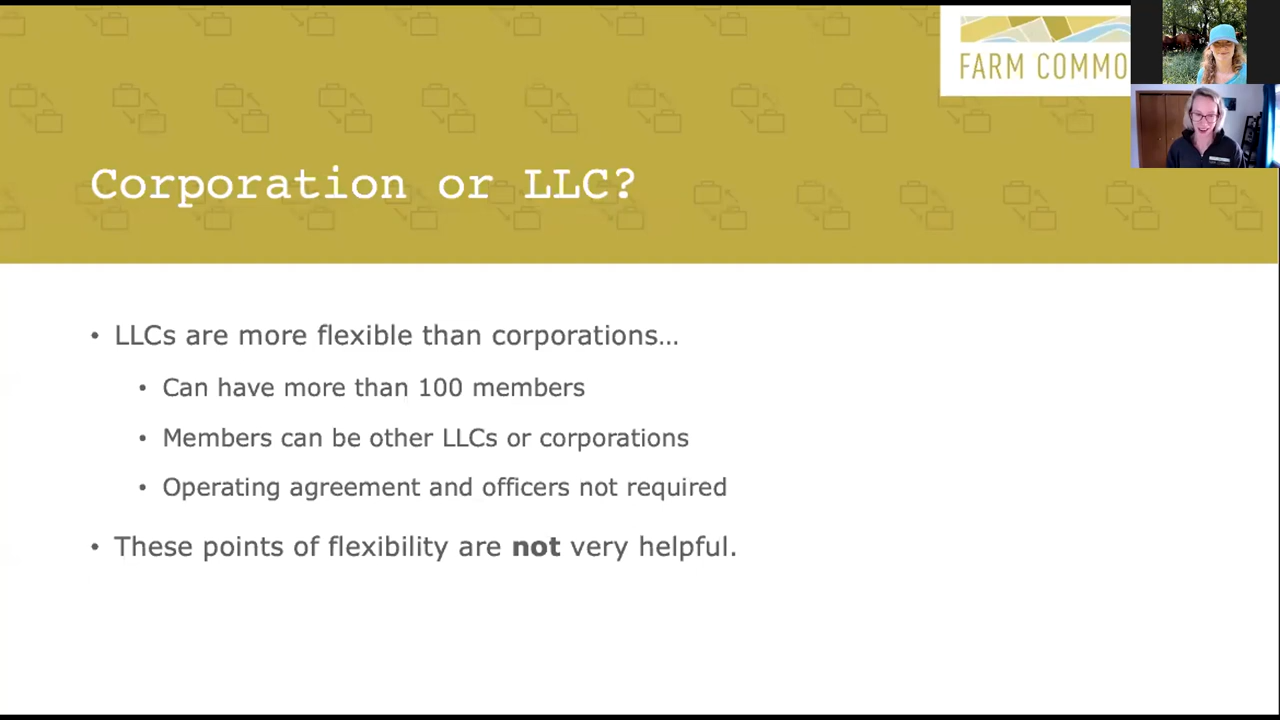 FARM COMMO
Corporation or LLC?
• LLCs are more flexible than corporations…
• Can have more than 100 members
• Members can be other LLCs or corporations
• Operating agreement and officers not required
• These points of flexibility are not very helpful.